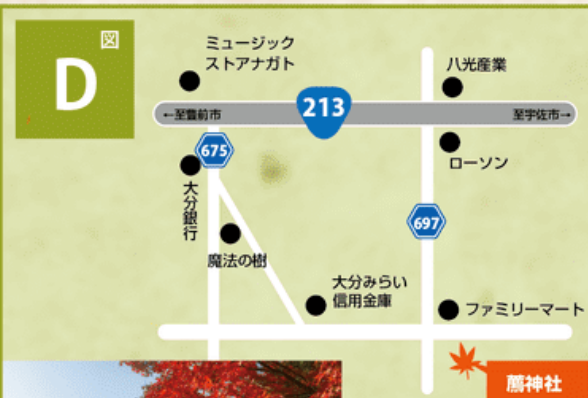 図
D
ミュージック
ストアナガト
八光産業
213
←至豊前市
至宇佐市→
675
ローソン
大分銀行
697
魔法の樹
大分みらい
信用金庫
ファミリーマート
薦神社